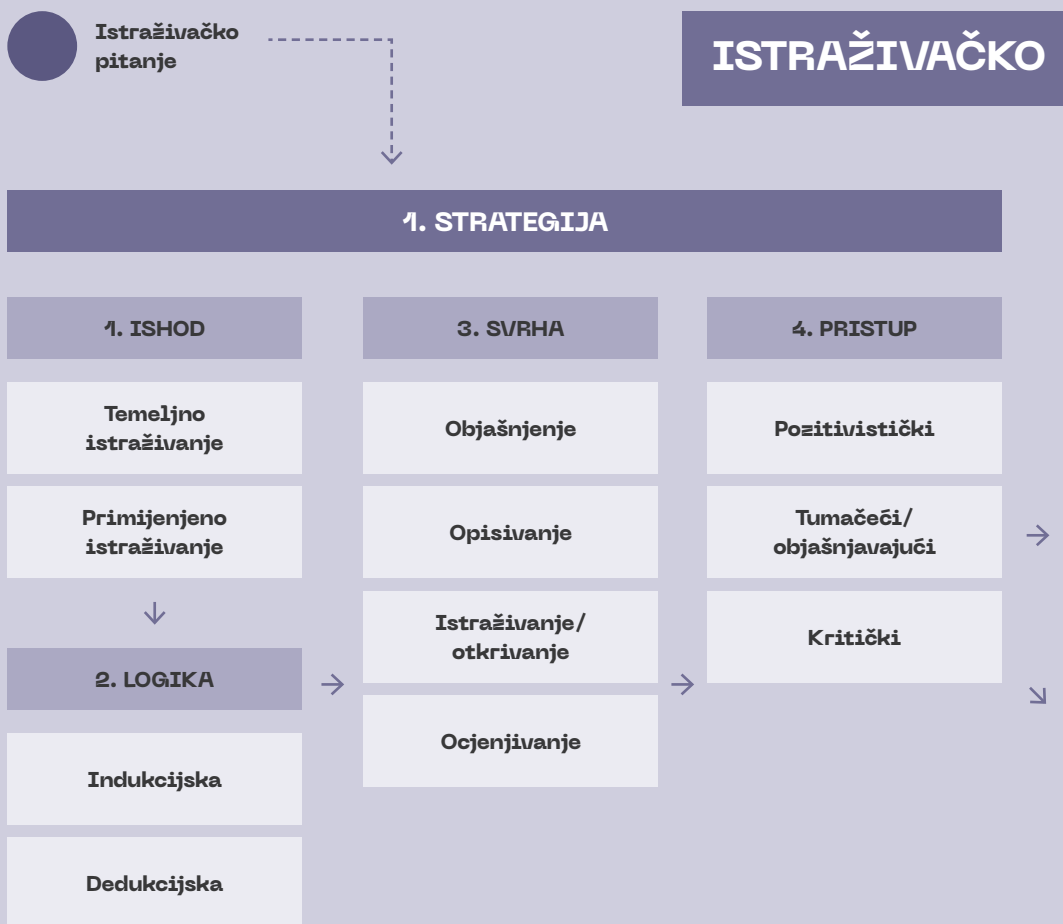 Istraživačko
pitanje
ISTRAŽIVAČKO
1. STRATEGIJA
1. ISHOD
Temeljno
istraživanje
Primijenjeno
istraživanje
2. LOGIKA
Indukcijska
Dedukcijska
3. SVRHA
Objašnjenje
Opisivanje
Istraživanje/
otkrivanje
Ocjenjivanje
4. PRISTUP
Pozitivistički
Tumačeći/
objašnjavajući
Kritički